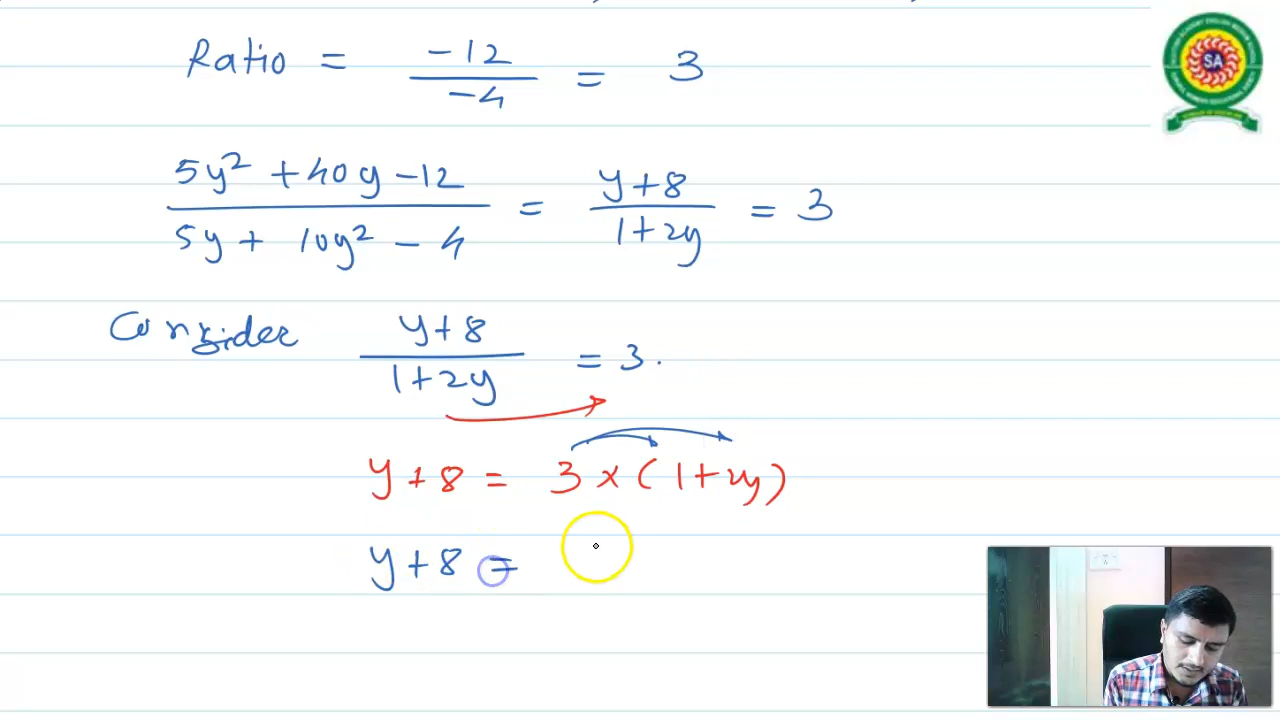 Ratio = -12/-4 = 3
5y² + 40y - 12 / 5y + 10y² - 4 = y+8 / 1+2y = 3
Consider y+8 / 1+2y = 3.
y+8 = 3 × (1+2y)
y+8 =
SA